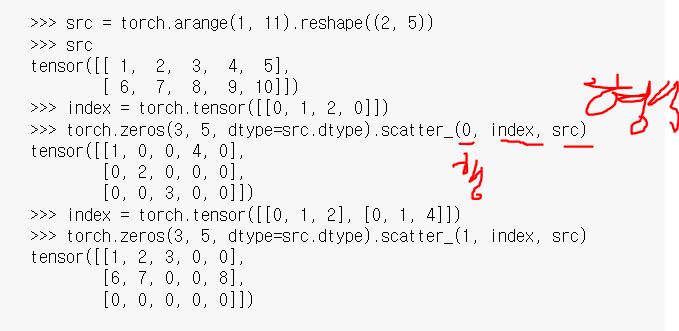 >>> src = torch.arange(1, 11).reshape((2, 5))
>>> src
tensor([[ 1, 2, 3, 4, 5],
        [ 6, 7, 8, 9, 10]])
>>> index = torch.tensor([[0, 1, 2, 0]])
>>> torch.zeros(3, 5, dtype=src.dtype).scatter_(0, index, src)
tensor([[1, 0, 0, 4, 0],
        [0, 2, 0, 0, 0],
        [0, 0, 3, 0, 0]])
>>> index = torch.tensor([[0, 1, 2], [0, 1, 4]])
>>> torch.zeros(3, 5, dtype=src.dtype).scatter_(1, index, src)
tensor([[1, 2, 3, 0, 0],
        [6, 7, 0, 0, 8],
        [0, 0, 0, 0, 0]])